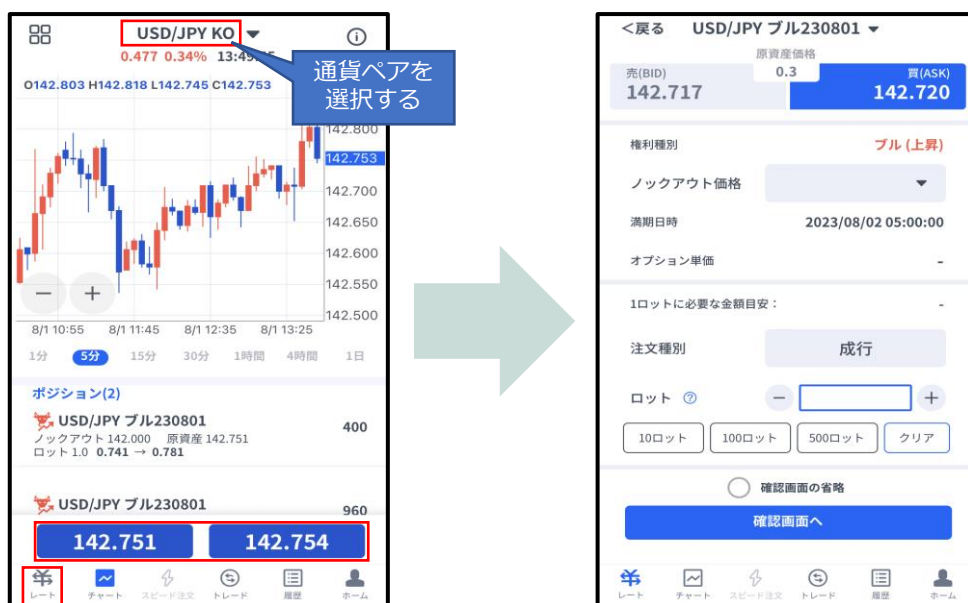 USD/JPY KO
0.477 0.34%
通貨ペアを
選択する
O142.803 H142.818 L142.745 C142.753
142.800
142.753
142.700
142.650
142.600
142.550
142.500
8/1 10:55 8/1 11:45 8/1 12:35 8/1 13:25
1分 5分 15分 30分 1時間 4時間 1日
ポジション(2)
USD/JPY ブル230801
ノックアウト 142.000 原資産 142.751
400
ロット 1.0 0.741 → 0.781
USD/JPY ブル230801
960
142.751 142.754
レート チャート スピード注文 トレード 履歴 ホーム
<戻る USD/JPY ブル230801
原資産価格
売(BID) 0.3 買(ASK)
142.717 142.720
権利種別 ブル (上昇)
ノックアウト価格
満期日時 2023/08/02 05:00:00
オプション単価 -
1ロットに必要な金額目安： -
注文種別 成行
ロット ? − +
10ロット 100ロット 500ロット クリア
確認画面の省略
確認画面へ
レート チャート スピード注文 トレード 履歴 ホーム